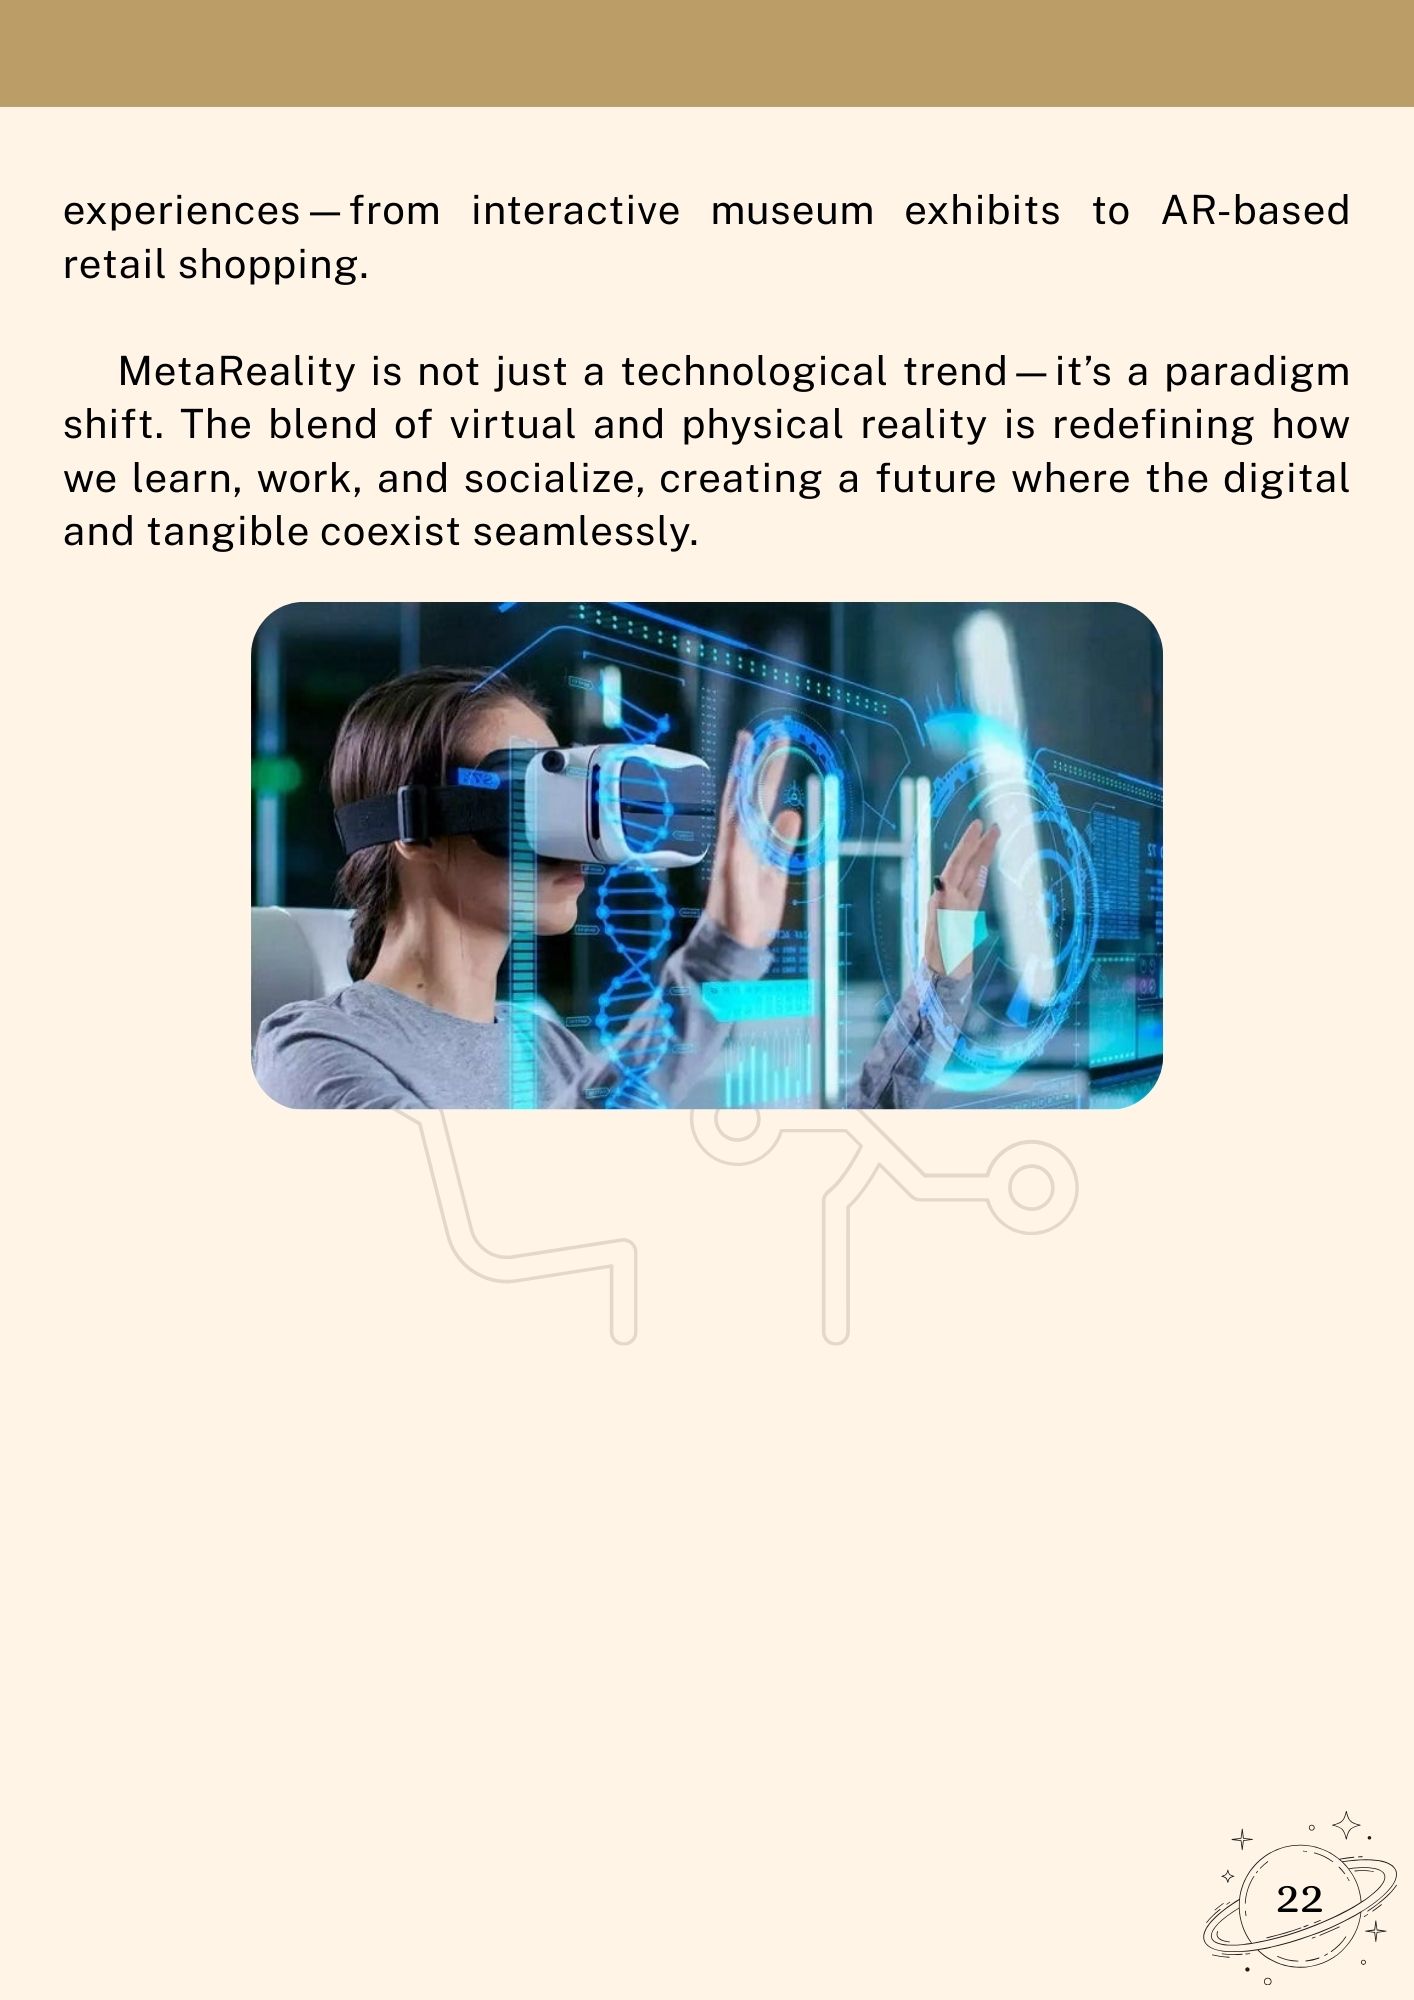 experiences—from interactive museum exhibits to AR-based
retail shopping.
MetaReality is not just a technological trend—it’s a paradigm
shift. The blend of virtual and physical reality is redefining how
we learn, work, and socialize, creating a future where the digital
and tangible coexist seamlessly.
22